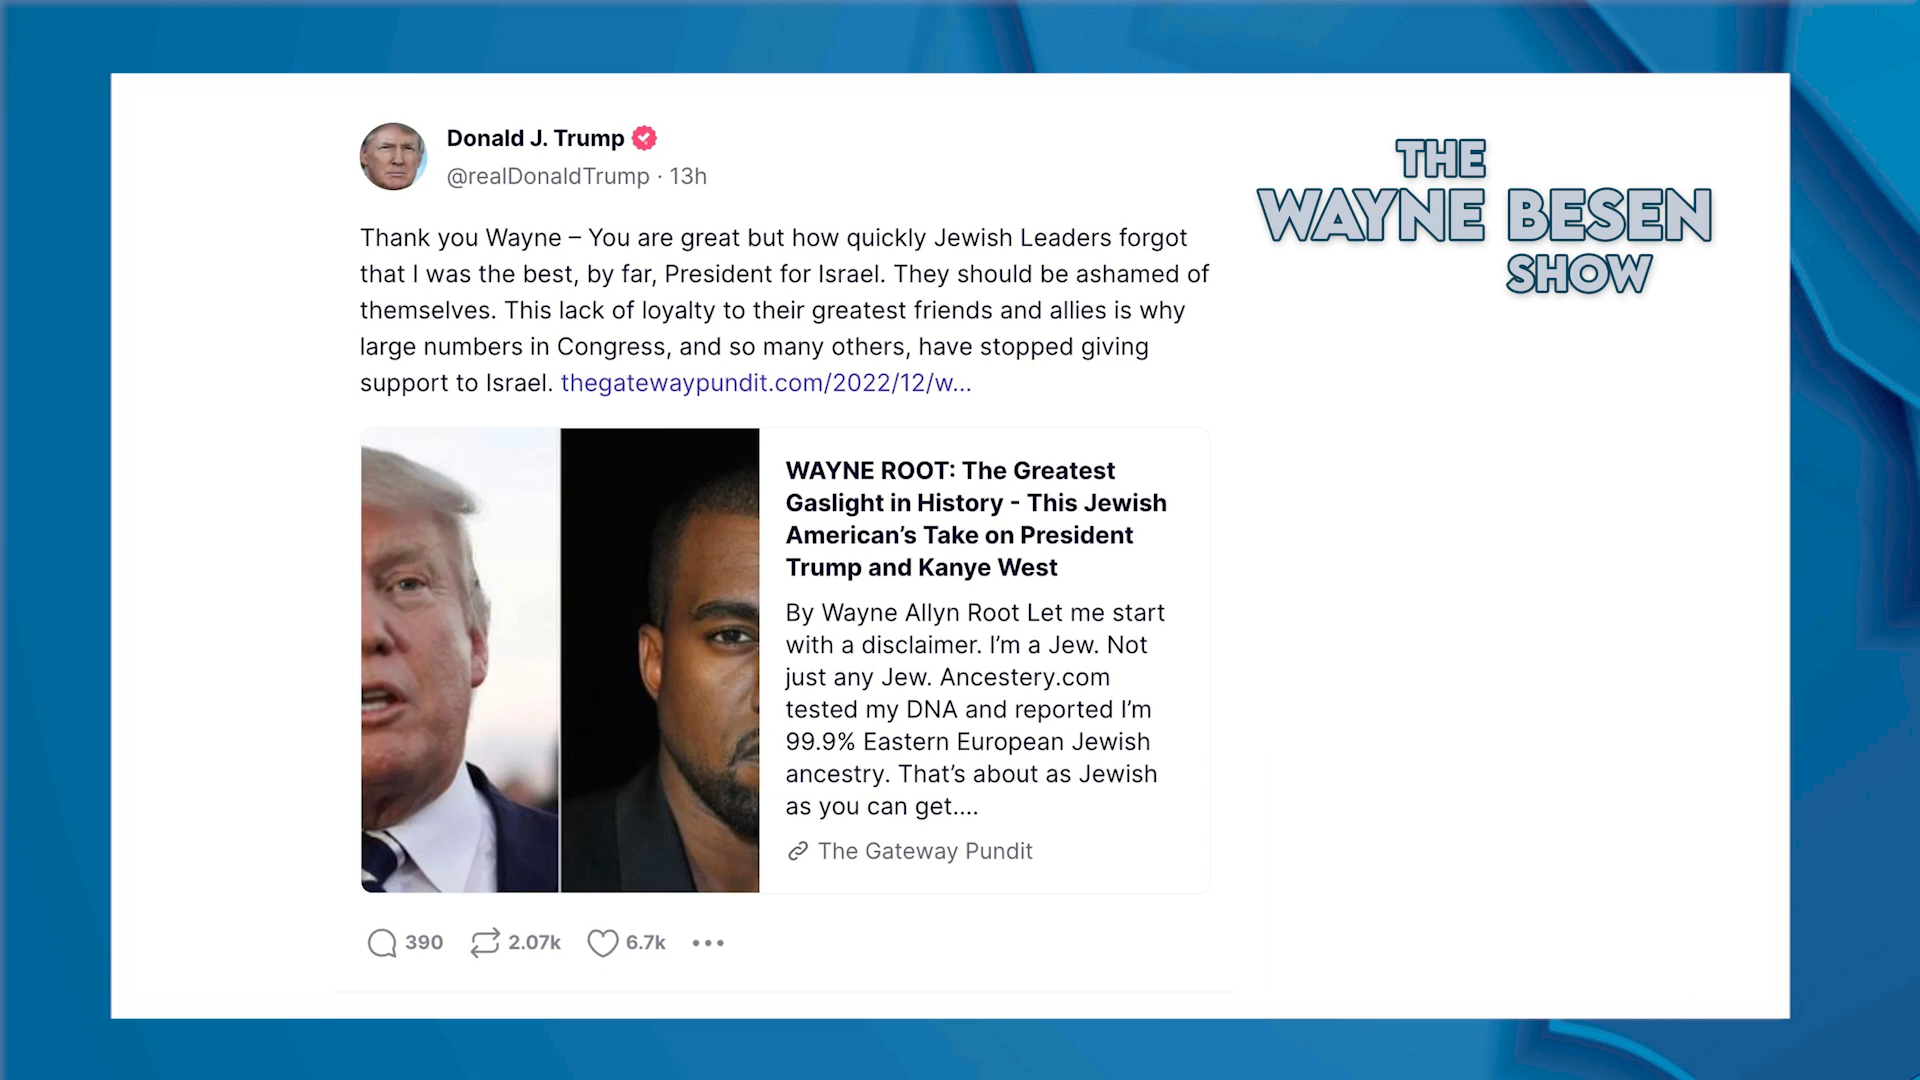 Donald J. Trump
@realDonaldTrump · 13h
THE
WAYNE BESEN
SHOW
Thank you Wayne – You are great but how quickly Jewish Leaders forgot
that I was the best, by far, President for Israel. They should be ashamed of
themselves. This lack of loyalty to their greatest friends and allies is why
large numbers in Congress, and so many others, have stopped giving
support to Israel. thegatewaypundit.com/2022/12/w...
WAYNE ROOT: The Greatest
Gaslight in History - This Jewish
American’s Take on President
Trump and Kanye West
By Wayne Allyn Root Let me start
with a disclaimer. I’m a Jew. Not
just any Jew. Ancestery.com
tested my DNA and reported I’m
99.9% Eastern European Jewish
ancestry. That’s about as Jewish
as you can get....
The Gateway Pundit
390 2.07k 6.7k